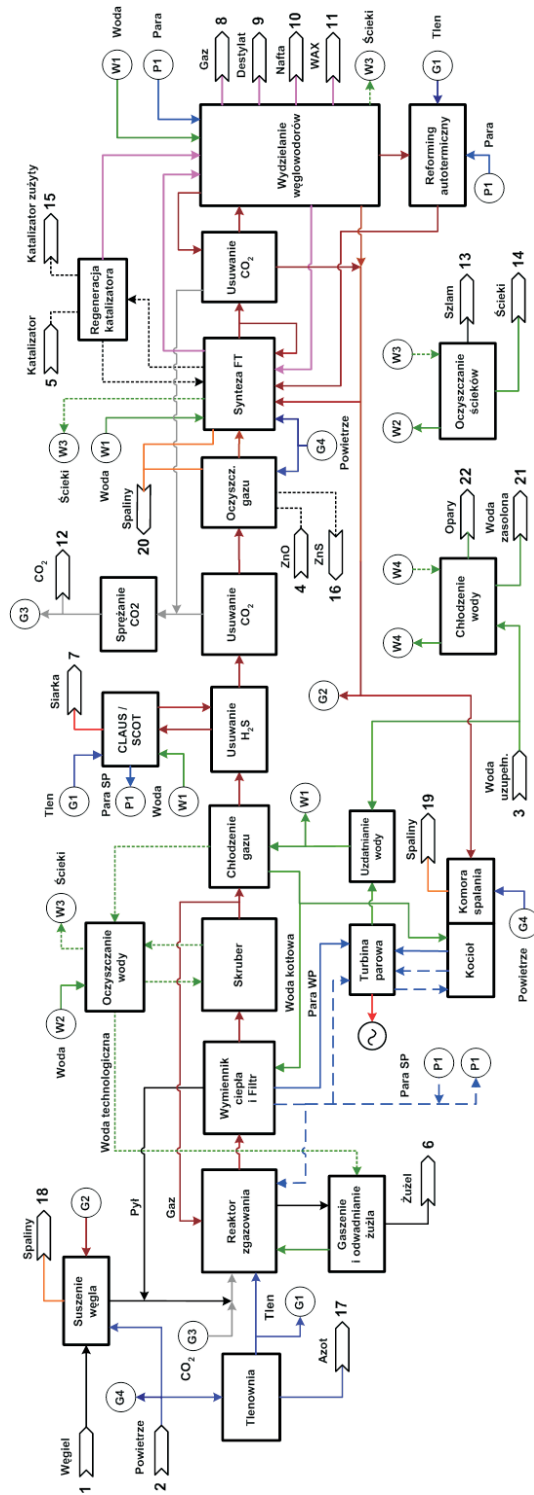 Węgiel
1
Powietrze
2
G4
Spaliny
18
G2
Suszenie
węgla
Tlenownia
Azot
17
G3
CO2
Tlen
G1
Pył
Gaz
Reaktor
zgazowania
Gaszenie
i odwadnianie
żużla
Żużel
6
Woda technologiczna
Woda
W2
W3
Ścieki
Oczyszczanie
wody
Wymiennik
ciepła
i Filtr
Skruber
Chłodzenie
gazu
Para SP
P1
P1
Para WP
Woda kotłowa
Turbina
parowa
Kocioł
Komora
spalania
Powietrze
G4
Spaliny
19
Uzdatnianie
wody
W1
Tlen
G1
Para SP
P1
Woda
W1
CLAUS /
SCOT
Siarka
7
Usuwanie
H2S
Woda
uzupełn.
3
G2
G3
CO2
12
Sprężanie CO2
Usuwanie
CO2
Oczyszcz.
gazu
ZnO
4
ZnS
16
Spaliny
20
Powietrze
G4
Woda
W1
Ścieki
W3
Synteza FT
Katalizator
5
Katalizator zużyty
15
Regeneracja
katalizatora
Usuwanie
CO2
Woda
W1
Para
P1
Gaz
8
Destylat
9
Nafta
10
WAX
11
Ścieki
W3
Wydzielanie
węglowodorów
Tlen
G1
Reforming
autotermiczny
Para
P1
W4
W4
Chłodzenie
wody
Opary
22
Woda
zasolona
21
W2
W3
Oczyszczanie
ścieków
Szlam
13
Ścieki
14